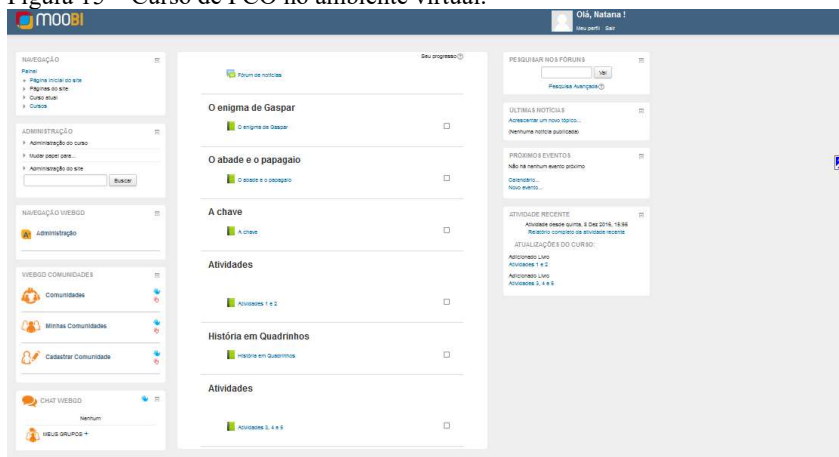 Figura 15 – Curso de PCO no ambiente virtual.
MOOBI
Olá, Natana !
Meu perfil Sair
NAVEGAÇÃO
Painel
Página inicial do site
Páginas do site
Curso atual
Cursos
ADMINISTRAÇÃO
Administração do curso
Mudar papel para...
Administração do site
Buscar
NAVEGAÇÃO WEBGD
Administração
WEBGD COMUNIDADES
Comunidades
Minhas Comunidades
Cadastrar Comunidade
CHAT WEBGD
Nenhum
MEUS GRUPOS +
Seu progresso
Fórum de notícias
O enigma de Gaspar
O enigma de Gaspar
O abade e o papagaio
O abade e o papagaio
A chave
A chave
Atividades
Atividades 1 e 2
História em Quadrinhos
História em Quadrinhos
Atividades
Atividades 3, 4 e 5
PESQUISAR NOS FÓRUNS
Vai
Pesquisa Avançada
ÚLTIMAS NOTÍCIAS
Acrescentar um novo tópico...
(Nenhuma notícia publicada)
PRÓXIMOS EVENTOS
Não há nenhum evento próximo
Calendário...
Novo evento...
ATIVIDADE RECENTE
Atividade desde quinta, 8 Dez 2016, 15:56
Relatório completo da atividade recente
ATUALIZAÇÕES DO CURSO:
Adicionado Livro
Atividades 1 e 2
Adicionado Livro
Atividades 3, 4 e 5